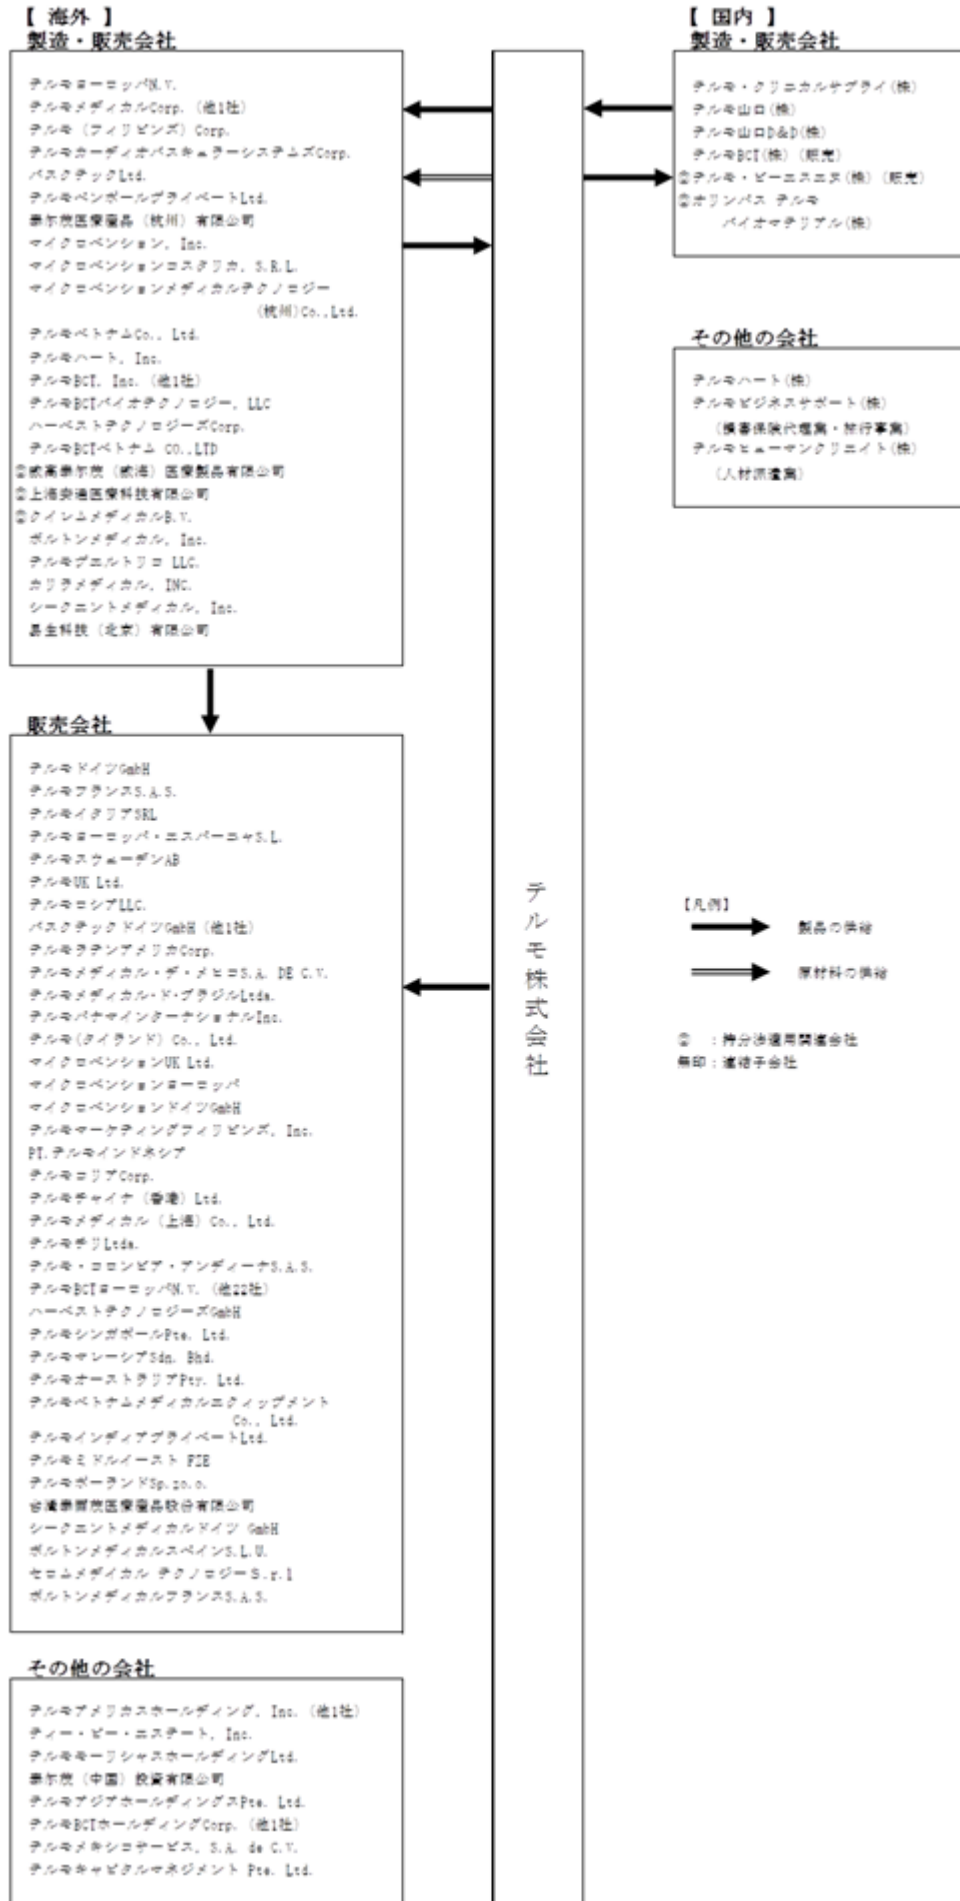 【 海外 】
製造・販売会社
テルモヨーロッパN.V.
テルモメディカルCorp. (他1社)
テルモ (フィリピンズ) Corp.
テルモカーディオバスキュラーシステムズCorp.
バスクテックLtd.
テルモペンポールプライベートLtd.
泰尔茂医療産品 (杭州) 有限公司
マイクロベンション, Inc.
マイクロベンションコスタリカ, S.R.L.
マイクロベンションメディカルテクノロジー
(杭州)Co.,Ltd.
テルモベトナムCo., Ltd.
テルモハート, Inc.
テルモBCT, Inc. (他1社)
テルモBCTバイオテクノロジー, LLC
ハーベストテクノロジーズCorp.
テルモBCTベトナム CO.,LTD
◎威高泰尔茂 (威海) 医療製品有限公司
◎上海安通医療科技有限公司
◎クイレムメディカルB.V.
ボルトンメディカル, Inc.
テルモプエルトリコ LLC.
カリラメディカル, INC.
シークエントメディカル, Inc.
易生科技 (北京) 有限公司
販売会社
テルモドイツGmbH
テルモフランスS.A.S.
テルモイタリアSRL
テルモヨーロッパ・エスパーニャS.L.
テルモスウェーデンAB
テルモUK Ltd.
テルモロシアLLC.
バスクテックドイツGmbH (他1社)
テルモラテンアメリカCorp.
テルモメディカル・デ・メヒコS.A. DE C.V.
テルモメディカル・ド・ブラジルLtda.
テルモパナマインターナショナルInc.
テルモ(タイランド) Co., Ltd.
マイクロベンションUK Ltd.
マイクロベンションヨーロッパ
マイクロベンションドイツGmbH
テルモマーケティングフィリピンズ, Inc.
PT.テルモインドネシア
テルモコリアCorp.
テルモチャイナ (香港) Ltd.
テルモメディカル (上海) Co., Ltd.
テルモチリLtda.
テルモ・コロンビア・アンディーナS.A.S.
テルモBCTヨーロッパN.V. (他22社)
ハーベストテクノロジーズGmbH
テルモシンガポールPte. Ltd.
テルモマレーシアSdn. Bhd.
テルモオーストラリアPty. Ltd.
テルモベトナムメディカルエクィップメント
Co., Ltd.
テルモインディアプライベートLtd.
テルモミドルイースト FZE
テルモポーランドSp.zo.o.
台湾泰爾茂医療産品股份有限公司
シークエントメディカルドイツ GmbH
ボルトンメディカルスペインS.L.U.
セロムメディカル テクノロジーS.r.l
ボルトンメディカルフランスS.A.S.
その他の会社
テルモアメリカスホールディング, Inc. (他1社)
ティー・シー・エステート, Inc.
テルモモーリシャスホールディングLtd.
泰尔茂 (中国) 投資有限公司
テルモアジアホールディングスPte. Ltd.
テルモBCTホールディングCorp. (他1社)
テルモメキシコサービス, S.A. de C.V.
テルモキャピタルマネジメント Pte. Ltd.
テルモ株式会社
【 国内 】
製造・販売会社
テルモ・クリニカルサプライ(株)
テルモ山口(株)
テルモ山口D&D(株)
テルモBCT(株) (販売)
◎テルモ・ビーエスエヌ(株) (販売)
◎オリンパス テルモ
バイオマテリアル(株)
その他の会社
テルモハート(株)
テルモビジネスサポート(株)
(損害保険代理業・旅行事業)
テルモヒューマンクリエイト(株)
(人材派遣業)
【凡例】
製品の供給
原材料の供給
◎ : 持分法適用関連会社
無印 : 連結子会社